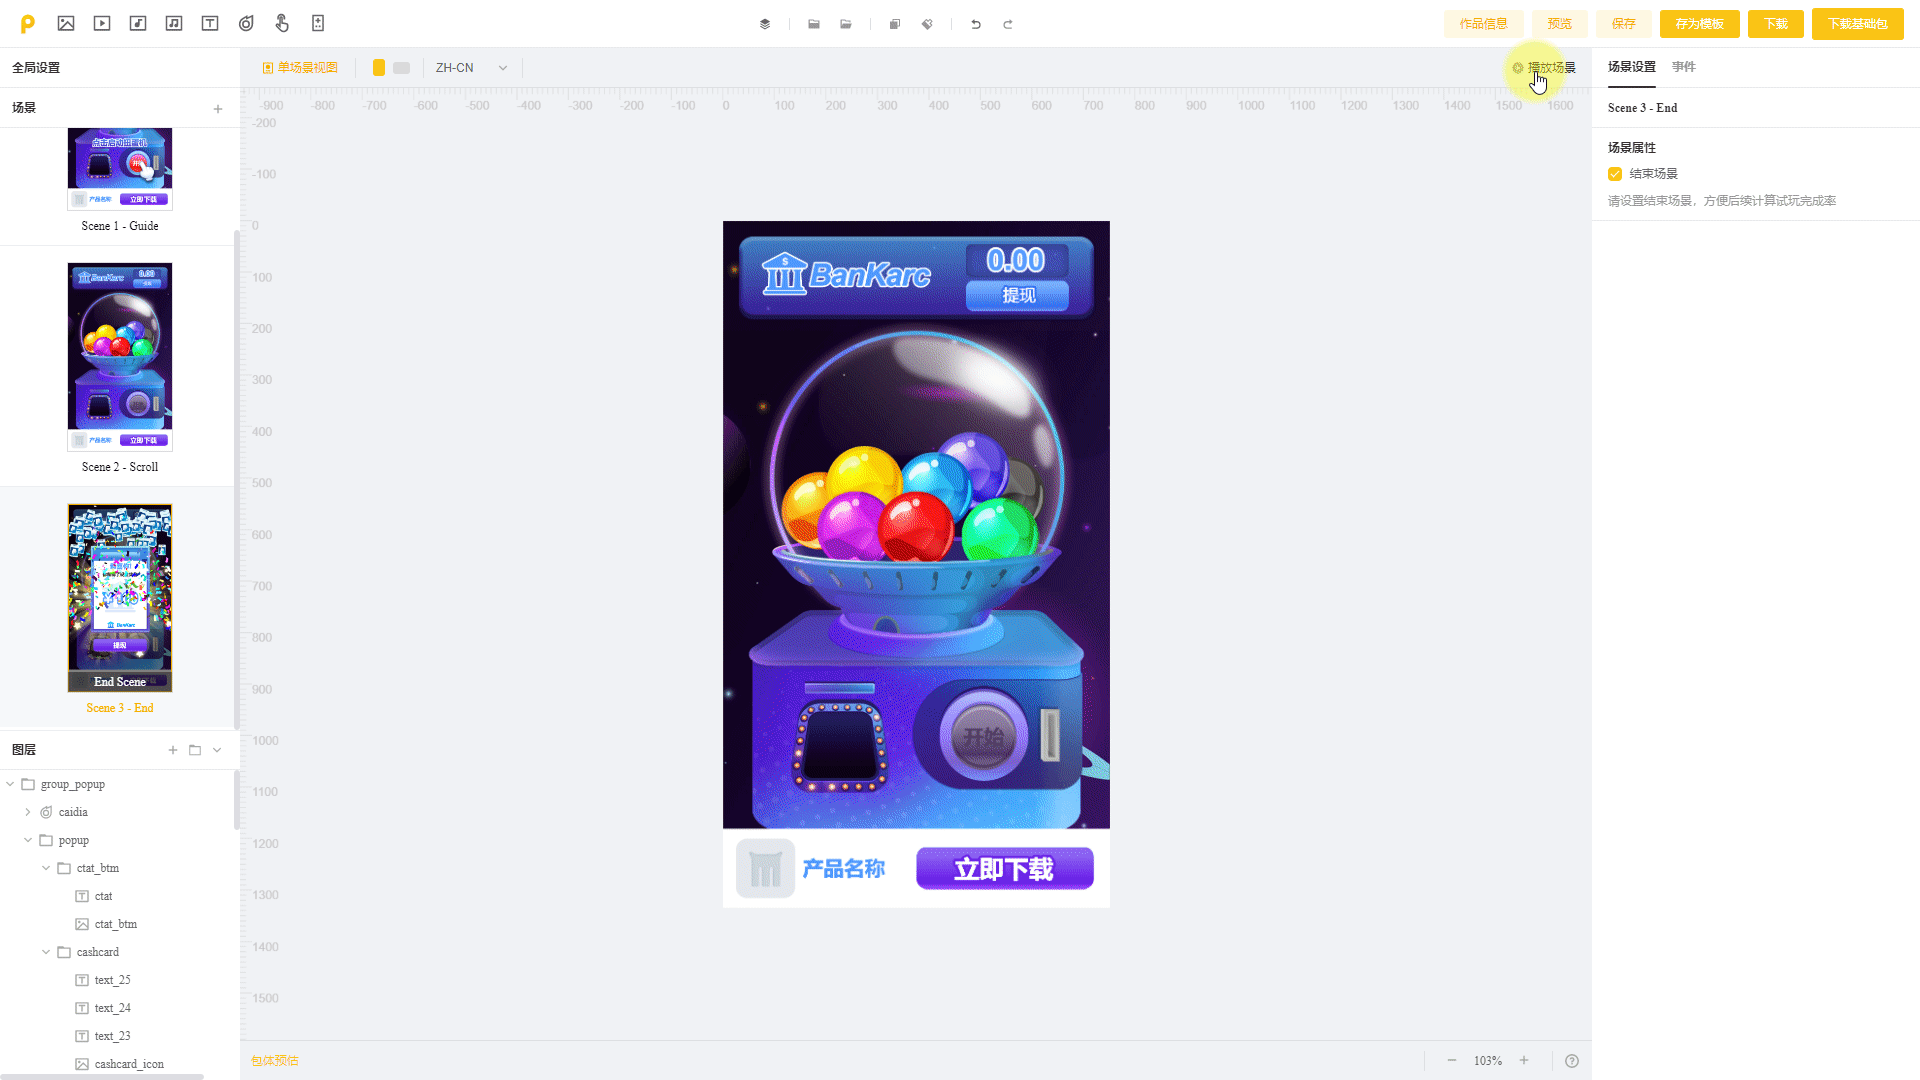 作品信息
预览
保存
存为模板
下载
下载基础包
全局设置
单场景视图
ZH-CN
播放场景
场景设置
事件
场景
-900 -800 -700 -600 -500 -400 -300 -200 -100 0 100 200 300 400 500 600 700 800 900 1000 1100 1200 1300 1400 1500 1600
Scene 3 - End
场景属性
结束场景
请设置结束场景，方便后续计算试玩完成率
-200
-100
0
100
200
300
400
500
600
700
800
900
1000
1100
1200
1300
1400
1500
点击启动扭蛋机
产品名称
立即下载
Scene 1 - Guide
BanKarc
0.00
产品名称
立即下载
Scene 2 - Scroll
BanKarc
提现
End Scene
Scene 3 - End
BanKarc
0.00
提现
开始
产品名称
立即下载
图层
group_popup
caidia
popup
ctat_btm
ctat
ctat_btm
cashcard
text_25
text_24
text_23
cashcard_icon
包体预估
103%